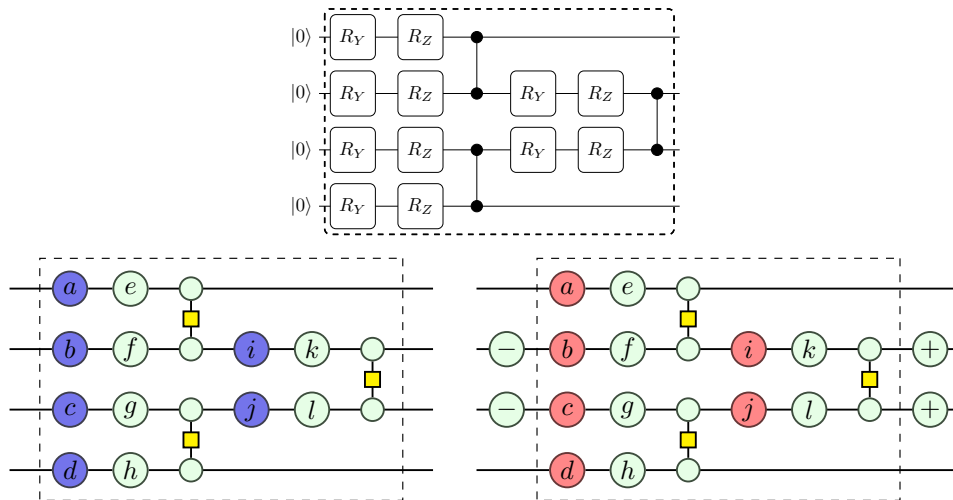 |0⟩ R_Y R_Z
|0⟩ R_Y R_Z R_Y R_Z
|0⟩ R_Y R_Z R_Y R_Z
|0⟩ R_Y R_Z
a e
b f i k
c g j l
d h
a e
− b f i k +
− c g j l +
d h